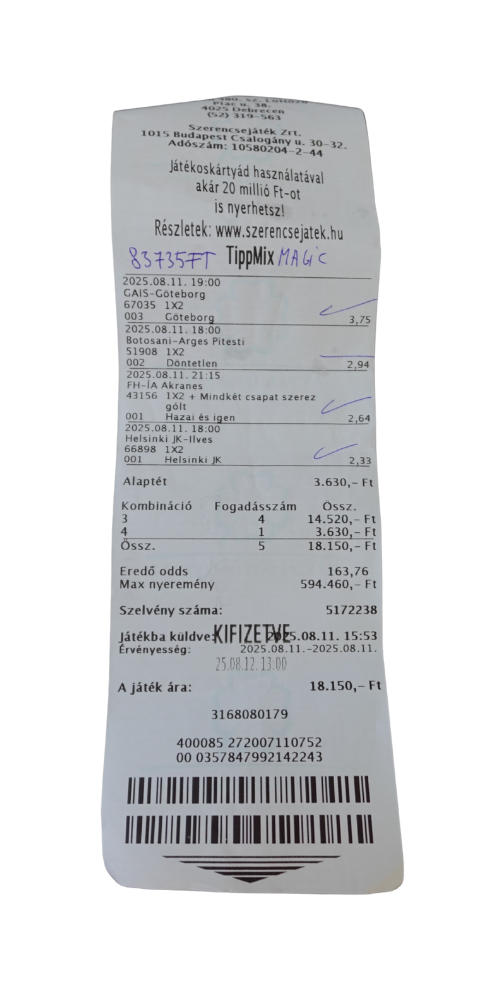 Piac u. 38.
4025 Debrecen
(52) 319-563
Szerencsejáték Zrt.
1015 Budapest Csalogány u. 30-32.
Adószám: 10580204-2-44
Játékoskártyád használatával
akár 20 millió Ft-ot
is nyerhetsz!
Részletek: www.szerencsejatek.hu
83735FT TippMix MAGIC
2025.08.11. 19:00
GAIS-Göteborg
67035 1X2
003 Göteborg 3,75
2025.08.11. 18:00
Botosani-Arges Pitesti
51908 1X2
002 Döntetlen 2,94
2025.08.11. 21:15
FH-ÍA Akranes
43156 1X2 + Mindkét csapat szerez
gólt
001 Hazai és igen 2,64
2025.08.11. 18:00
Helsinki JK-Ilves
66898 1X2
001 Helsinki JK 2,33
Alaptét 3.630,- Ft
Kombináció Fogadásszám Össz.
3 4 14.520,- Ft
4 1 3.630,- Ft
Össz. 5 18.150,- Ft
Eredő odds 163,76
Max nyeremény 594.460,- Ft
Szelvény száma: 5172238
Játékba küldve: 2025.08.11. 15:53
KIFIZETVE
Érvényesség: 2025.08.11.-2025.08.11.
25.08.12. 13:00
A játék ára: 18.150,- Ft
3168080179
400085 272007110752
00 0357847992142243